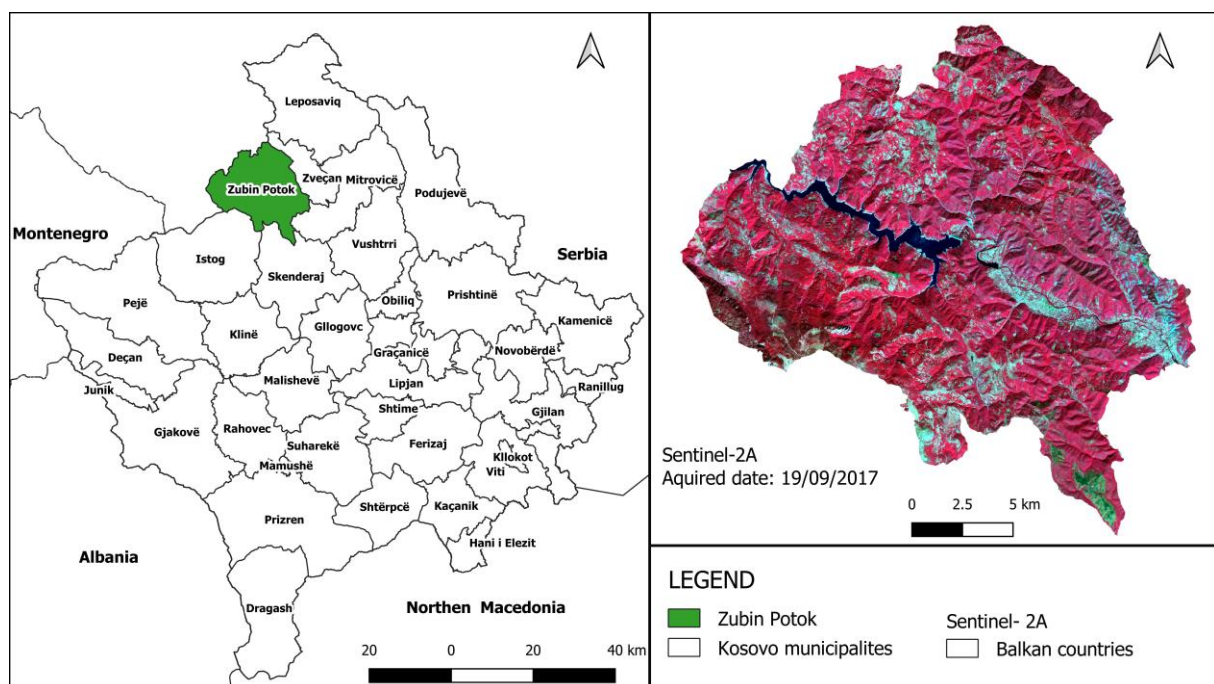 Leposaviq
Zubin Potok
Zveçan
Mitrovicë
Podujevë
Montenegro
Vushtrri
Serbia
Istog
Skenderaj
Pejë
Obiliq
Prishtinë
Kamenicë
Klinë
Gllogovc
Deçan
Graçanicë
Novobërdë
Junik
Malishevë
Lipjan
Ranillug
Shtime
Gjilan
Gjakovë
Rahovec
Suharekë
Ferizaj
Kllokot
Viti
Mamushë
Prizren
Shtërpcë
Kaçanik
Hani i Elezit
Albania
Dragash
Northen Macedonia
20 0 20 40 km
Sentinel-2A
Aquired date: 19/09/2017
0 2.5 5 km
LEGEND
Zubin Potok
Kosovo municipalites
Sentinel- 2A
Balkan countries